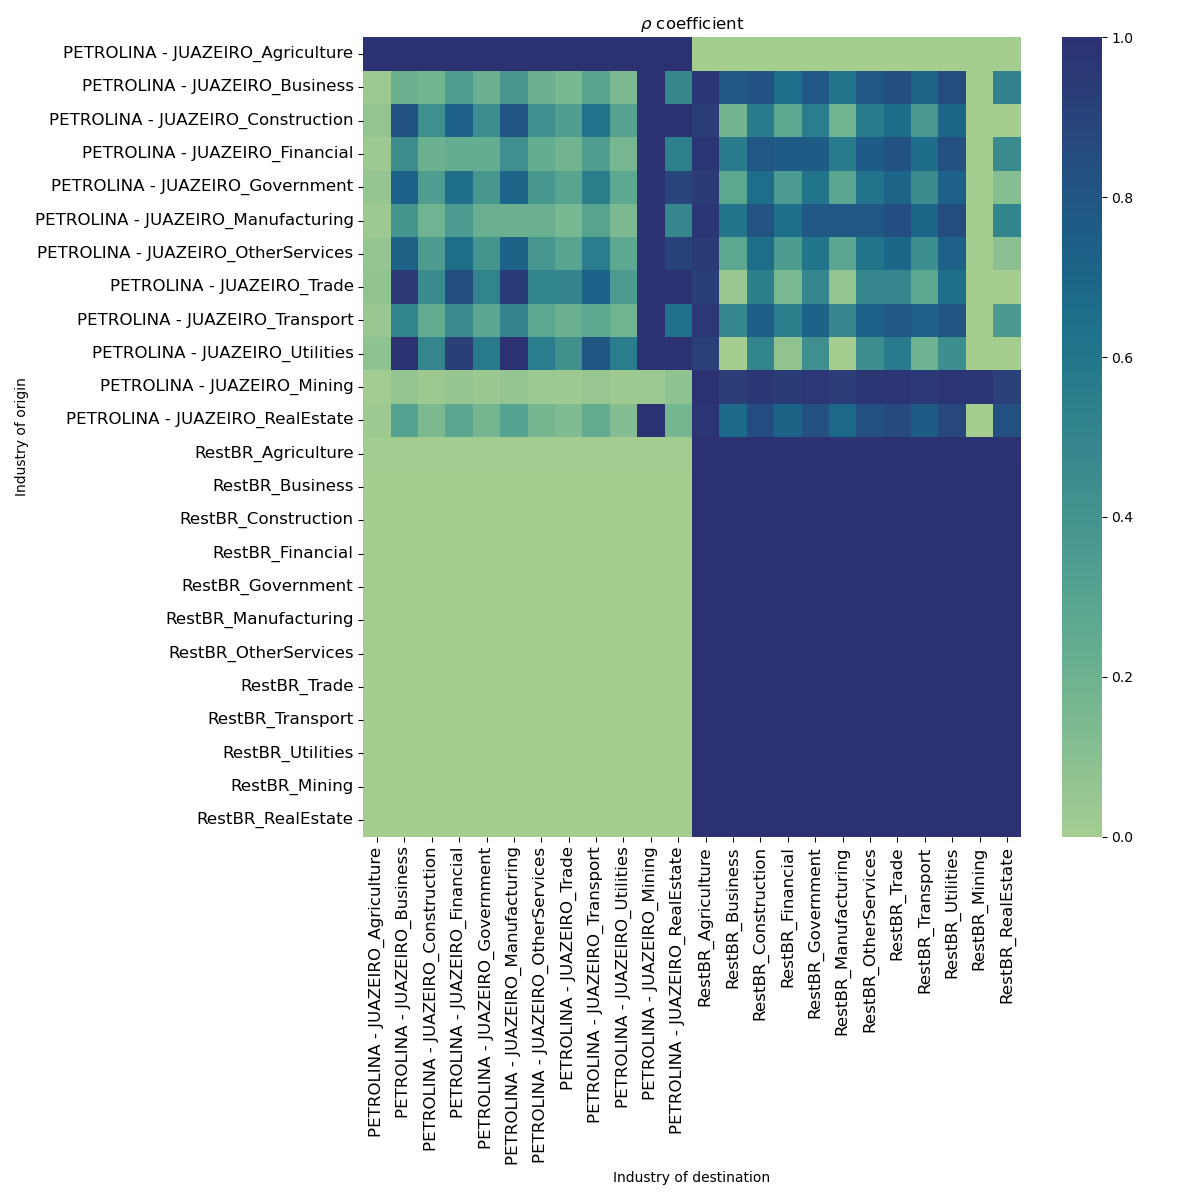 ρ coefficient
PETROLINA - JUAZEIRO_Agriculture
PETROLINA - JUAZEIRO_Business
PETROLINA - JUAZEIRO_Construction
PETROLINA - JUAZEIRO_Financial
PETROLINA - JUAZEIRO_Government
PETROLINA - JUAZEIRO_Manufacturing
PETROLINA - JUAZEIRO_OtherServices
PETROLINA - JUAZEIRO_Trade
PETROLINA - JUAZEIRO_Transport
PETROLINA - JUAZEIRO_Utilities
PETROLINA - JUAZEIRO_Mining
PETROLINA - JUAZEIRO_RealEstate
RestBR_Agriculture
RestBR_Business
RestBR_Construction
RestBR_Financial
RestBR_Government
RestBR_Manufacturing
RestBR_OtherServices
RestBR_Trade
RestBR_Transport
RestBR_Utilities
RestBR_Mining
RestBR_RealEstate
Industry of origin
PETROLINA - JUAZEIRO_Agriculture
PETROLINA - JUAZEIRO_Business
PETROLINA - JUAZEIRO_Construction
PETROLINA - JUAZEIRO_Financial
PETROLINA - JUAZEIRO_Government
PETROLINA - JUAZEIRO_Manufacturing
PETROLINA - JUAZEIRO_OtherServices
PETROLINA - JUAZEIRO_Trade
PETROLINA - JUAZEIRO_Transport
PETROLINA - JUAZEIRO_Utilities
PETROLINA - JUAZEIRO_Mining
PETROLINA - JUAZEIRO_RealEstate
RestBR_Agriculture
RestBR_Business
RestBR_Construction
RestBR_Financial
RestBR_Government
RestBR_Manufacturing
RestBR_OtherServices
RestBR_Trade
RestBR_Transport
RestBR_Utilities
RestBR_Mining
RestBR_RealEstate
Industry of destination
1.0
0.8
0.6
0.4
0.2
0.0